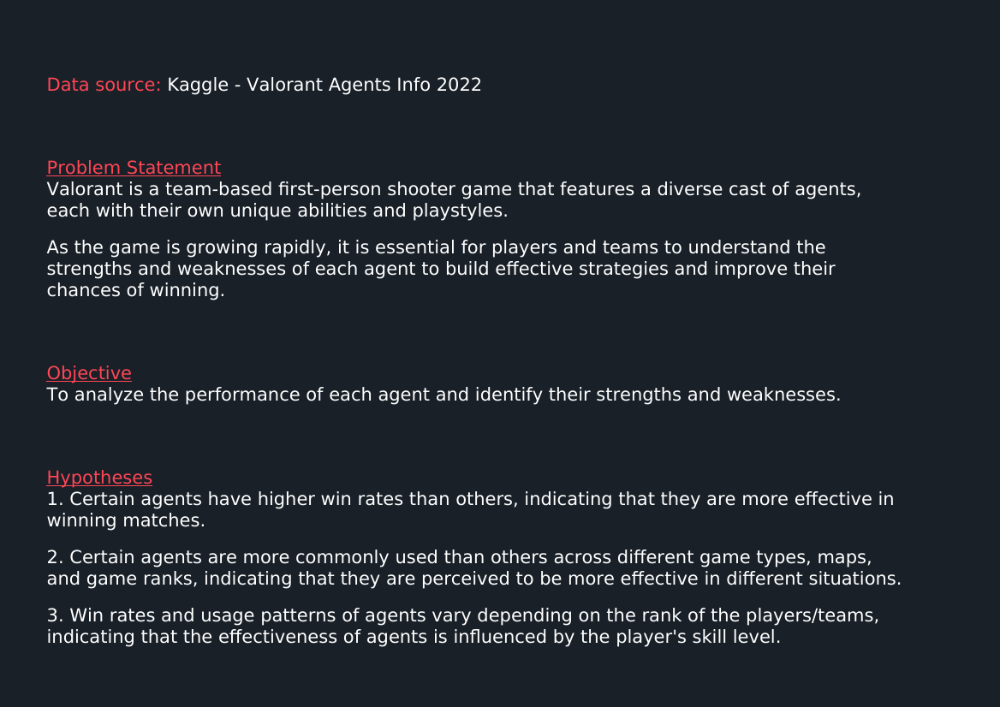 Data source: Kaggle - Valorant Agents Info 2022
Problem Statement
Valorant is a team-based first-person shooter game that features a diverse cast of agents,
each with their own unique abilities and playstyles.
As the game is growing rapidly, it is essential for players and teams to understand the
strengths and weaknesses of each agent to build effective strategies and improve their
chances of winning.
Objective
To analyze the performance of each agent and identify their strengths and weaknesses.
Hypotheses
1. Certain agents have higher win rates than others, indicating that they are more effective in
winning matches.
2. Certain agents are more commonly used than others across different game types, maps,
and game ranks, indicating that they are perceived to be more effective in different situations.
3. Win rates and usage patterns of agents vary depending on the rank of the players/teams,
indicating that the effectiveness of agents is influenced by the player's skill level.